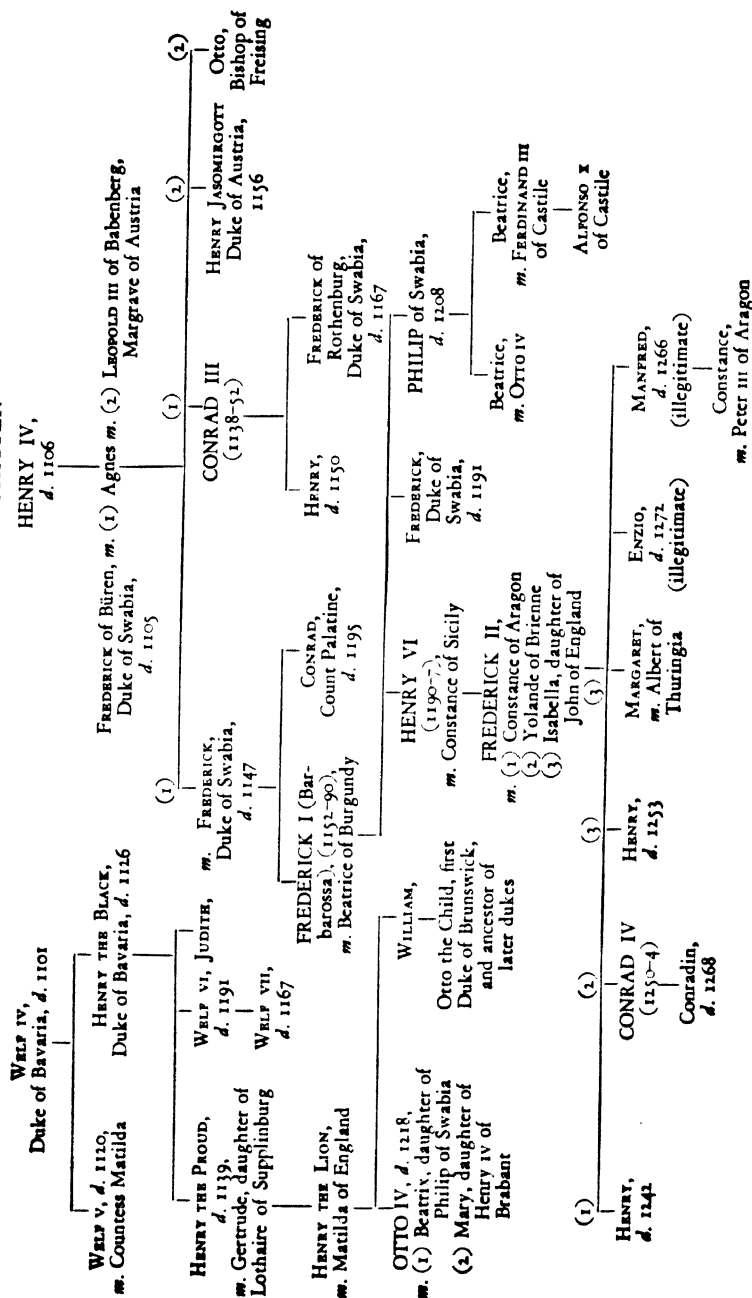 HENRY IV,
d. 1106
FREDERICK of Büren, m. (1) Agnes m. (2) LEOPOLD III of Babenberg,
Duke of Swabia,
d. 1105
Margrave of Austria
(1)
(1)
(2)
(2)
m. FREDERICK,
Duke of Swabia,
d. 1147
CONRAD III
(1138-52)
HENRY JASOMIRGOTT
Duke of Austria,
1156
Otto,
Bishop of
Freising
WELF IV,
Duke of Bavaria, d. 1101
WELF V, d. 1120,
m. Countess Matilda
HENRY THE BLACK,
Duke of Bavaria, d. 1126
HENRY THE PROUD,
d. 1139,
m. Gertrude, daughter of
Lothaire of Supplinburg
WELF VI,
d. 1191
WELF VII,
d. 1167
JUDITH,
FREDERICK I (Bar-
barossa), (1152-90),
m. Beatrice of Burgundy
CONRAD,
Count Palatine,
d. 1195
HENRY,
d. 1150
FREDERICK of
Rothenburg,
Duke of Swabia,
d. 1167
HENRY THE LION,
m. Matilda of England
OTTO IV, d. 1218,
m. (1) Beatrix, daughter of
Philip of Swabia
(2) Mary, daughter of
Henry IV of
Brabant
WILLIAM,
Otto the Child, first
Duke of Brunswick,
and ancestor of
later dukes
HENRY VI
(1190-7),
m. Constance of Sicily
FREDERICK,
Duke of
Swabia,
d. 1191
PHILIP of Swabia,
d. 1208
FREDERICK II,
m. (1) Constance of Aragon
(2) Yolande of Brienne
(3) Isabella, daughter of
John of England
Beatrice,
m. OTTO IV
Beatrice,
m. FERDINAND III
of Castile
ALFONSO X
of Castile
(1)
HENRY,
d. 1242
(2)
CONRAD IV
(1250-4)
Conradin,
d. 1268
(3)
HENRY,
d. 1253
(3)
MARGARET,
m. Albert of
Thuringia
ENZIO,
d. 1272
(illegitimate)
MANFRED,
d. 1266
(illegitimate)
Constance,
m. Peter III of Aragon